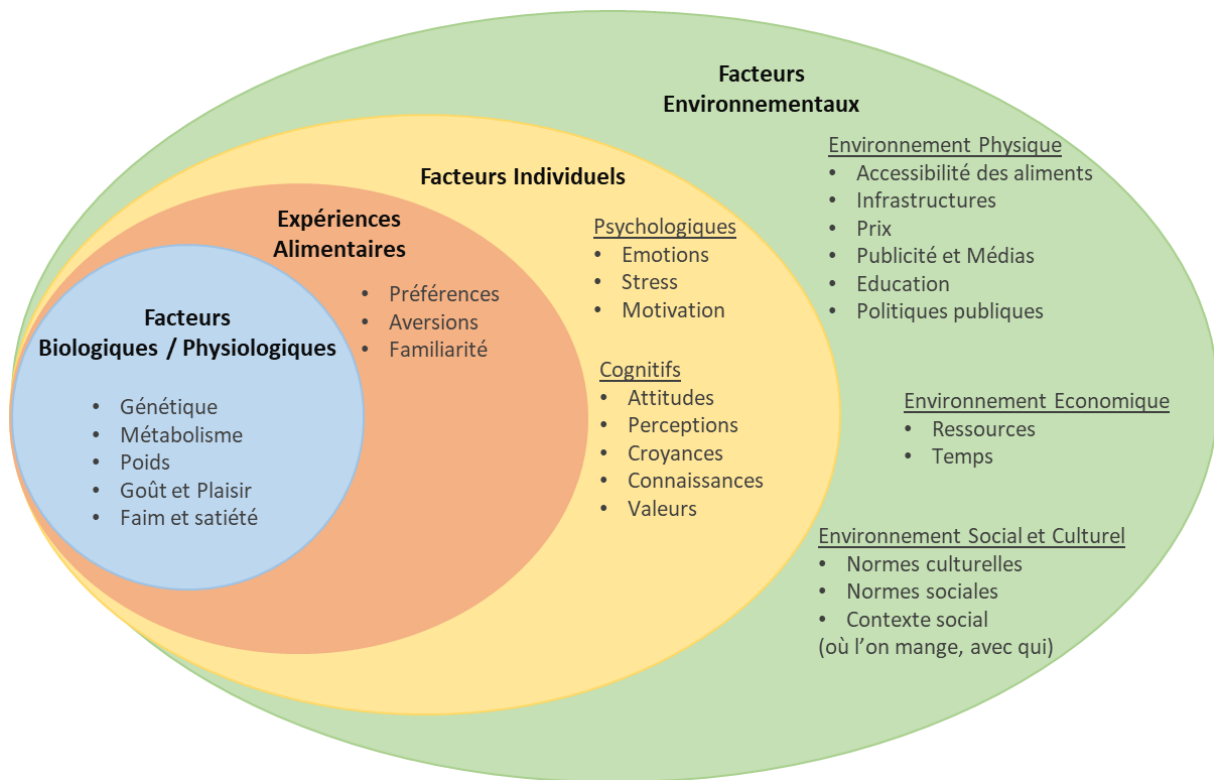 Facteurs
Environnementaux
Environnement Physique
• Accessibilité des aliments
• Infrastructures
• Prix
• Publicité et Médias
• Education
• Politiques publiques
Environnement Economique
• Ressources
• Temps
Environnement Social et Culturel
• Normes culturelles
• Normes sociales
• Contexte social
(où l’on mange, avec qui)
Facteurs Individuels
Psychologiques
• Emotions
• Stress
• Motivation
Cognitifs
• Attitudes
• Perceptions
• Croyances
• Connaissances
• Valeurs
Expériences
Alimentaires
• Préférences
• Aversions
• Familiarité
Facteurs
Biologiques / Physiologiques
• Génétique
• Métabolisme
• Poids
• Goût et Plaisir
• Faim et satiété